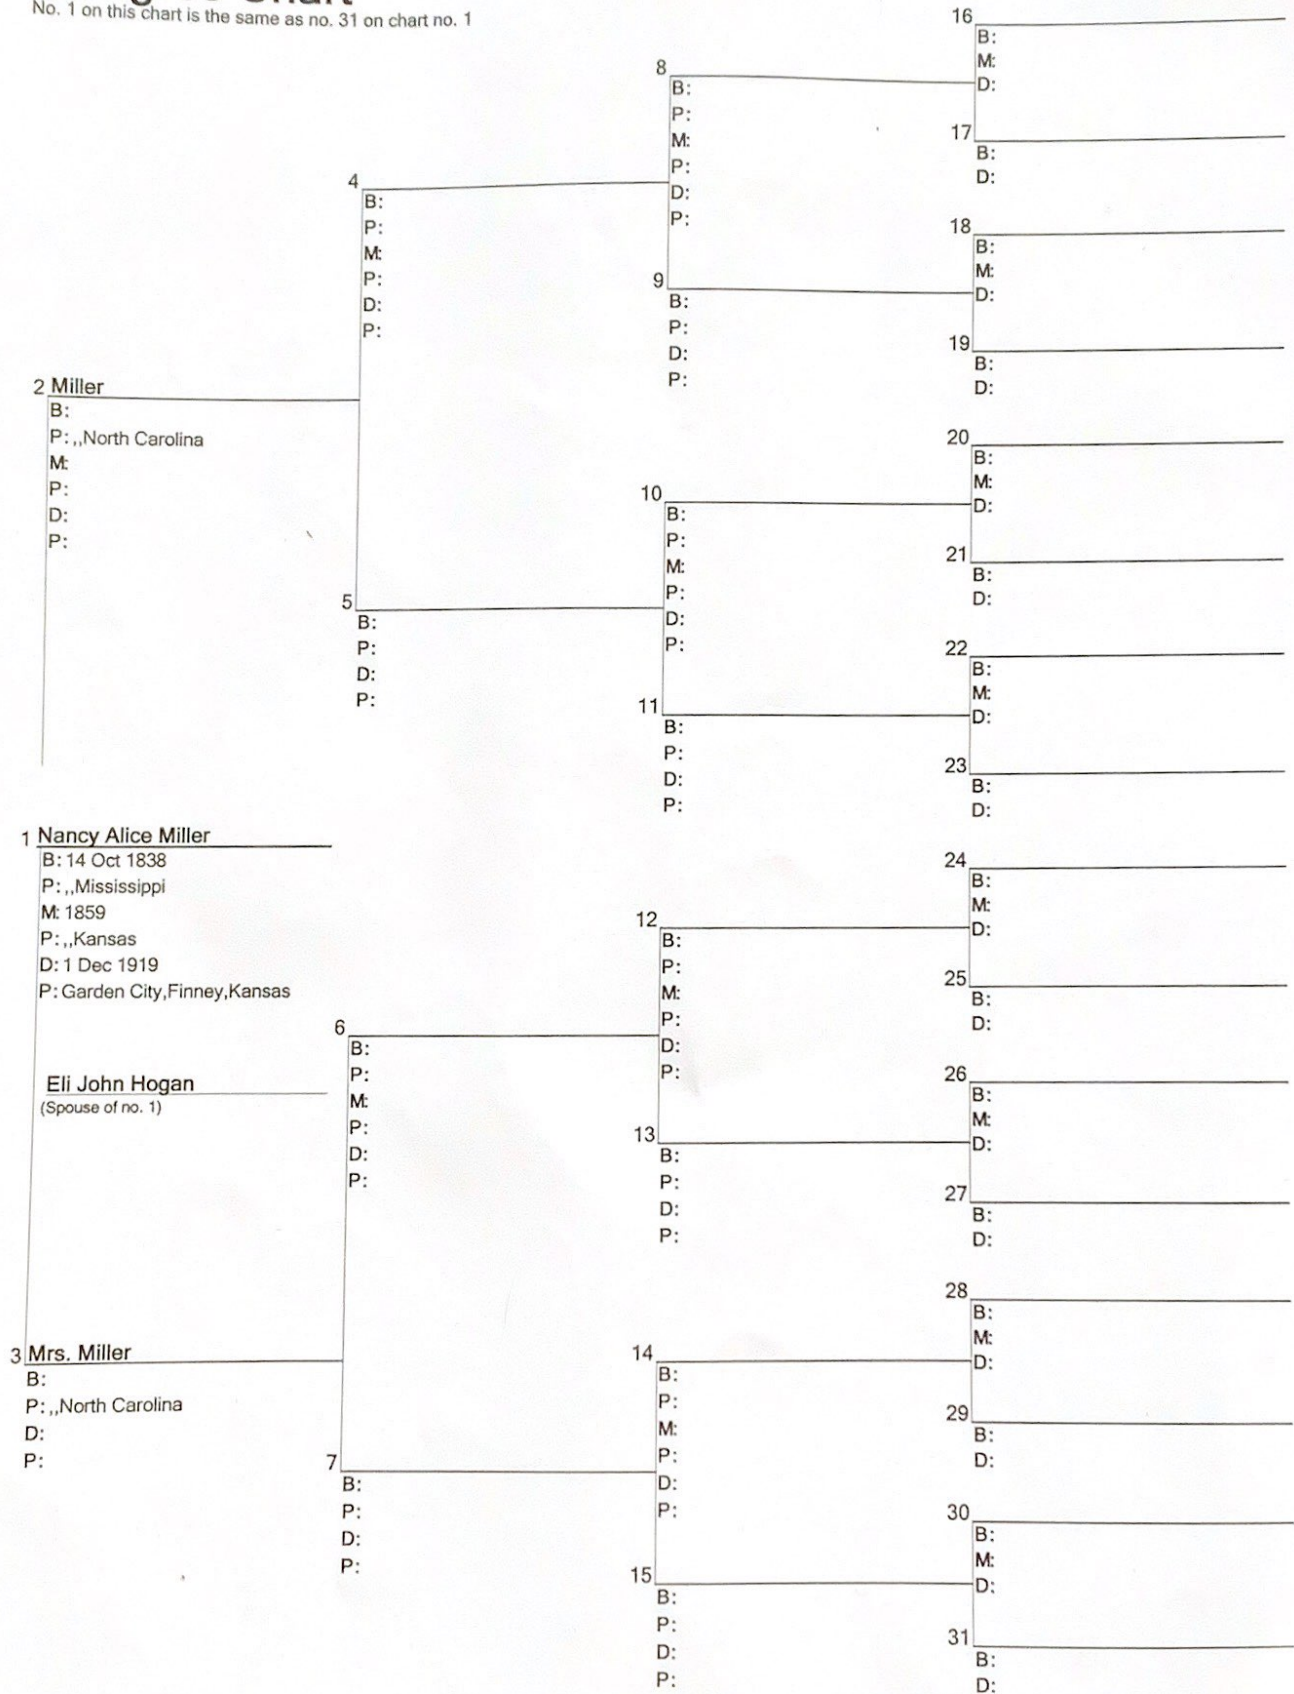 Chart
No. 1 on this chart is the same as no. 31 on chart no. 1
2 Miller
B:
P: ,,North Carolina
M:
P:
D:
P:
1 Nancy Alice Miller
B: 14 Oct 1838
P: ,,Mississippi
M: 1859
P: ,,Kansas
D: 1 Dec 1919
P: Garden City,Finney,Kansas
Eli John Hogan
(Spouse of no. 1)
3 Mrs. Miller
B:
P: ,,North Carolina
D:
P:
4
B:
P:
M:
P:
D:
P:
5
B:
P:
D:
P:
6
B:
P:
M:
P:
D:
P:
7
B:
P:
D:
P:
8
B:
P:
M:
P:
D:
P:
9
B:
P:
D:
P:
10
B:
P:
M:
P:
D:
P:
11
B:
P:
D:
P:
12
B:
P:
M:
P:
D:
P:
13
B:
P:
D:
P:
14
B:
P:
M:
P:
D:
P:
15
B:
P:
D:
P:
16
B:
M:
D:
17
B:
D:
18
B:
M:
D:
19
B:
D:
20
B:
M:
D:
21
B:
D:
22
B:
M:
D:
23
B:
D:
24
B:
M:
D:
25
B:
D:
26
B:
M:
D:
27
B:
D:
28
B:
M:
D:
29
B:
D:
30
B:
M:
D:
31
B:
D: